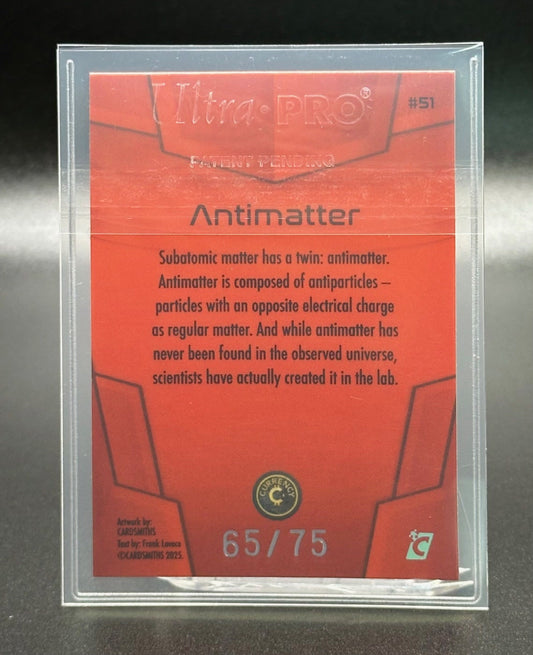 Ultra·PRO®
#51
PATENT PENDING
Antimatter
Subatomic matter has a twin: antimatter.
Antimatter is composed of antiparticles –
particles with an opposite electrical charge
as regular matter. And while antimatter has
never been found in the observed universe,
scientists have actually created it in the lab.
CURRENCY
C
Artwork by:
CARDSMITHS
Text by: Frank Lovece
©CARDSMITHS 2025.
65/75
C